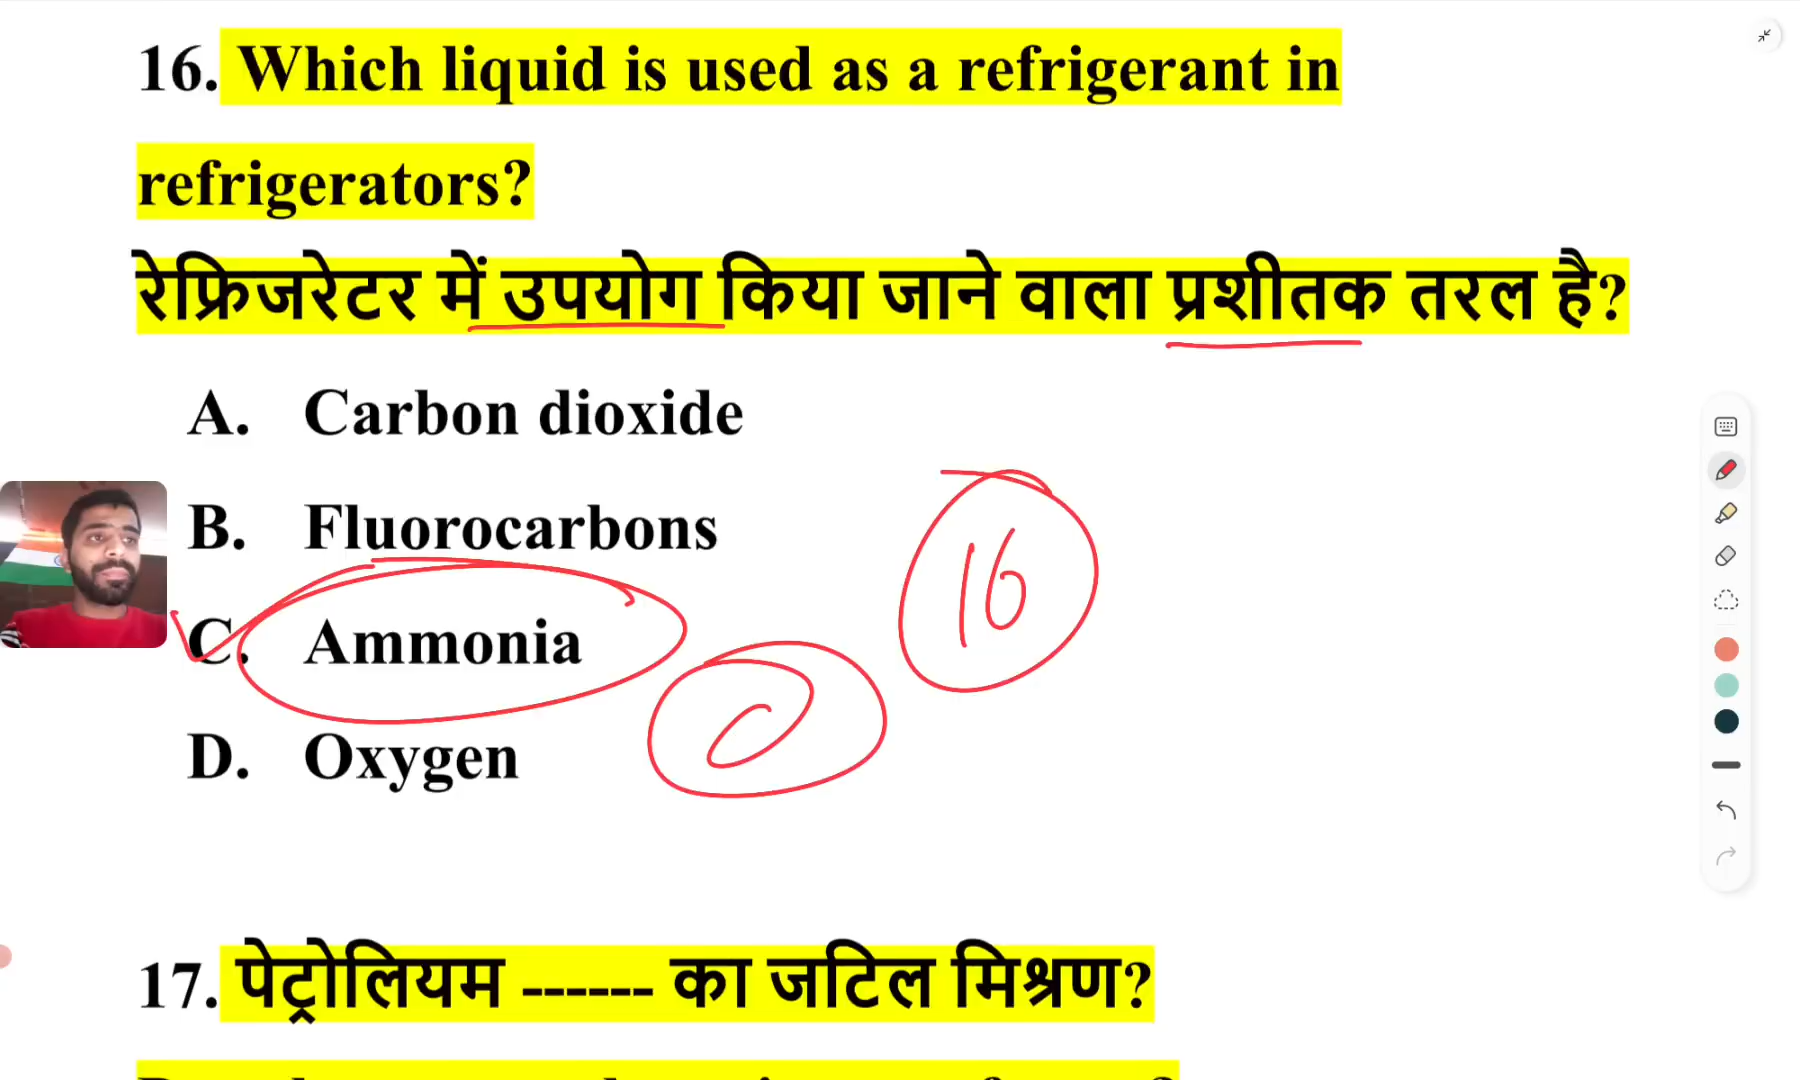 16. Which liquid is used as a refrigerant in
refrigerators?
रेफ्रिजरेटर में उपयोग किया जाने वाला प्रशीतक तरल है?
A. Carbon dioxide
B. Fluorocarbons
16
C. Ammonia
D. Oxygen
17. पेट्रोलियम ------ का जटिल मिश्रण?